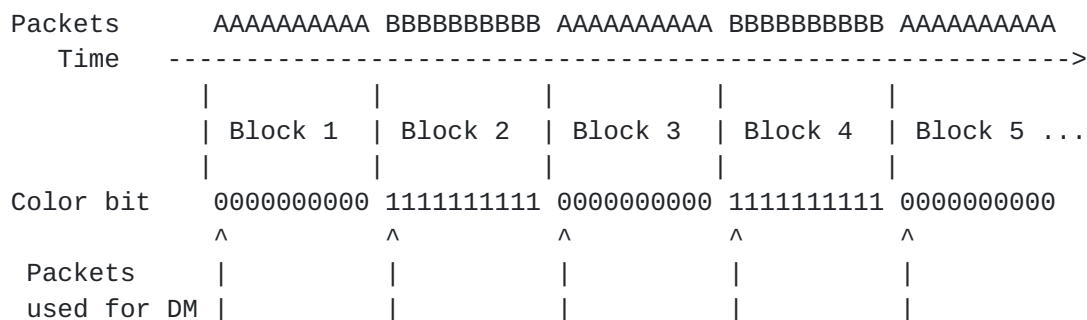 Packets      AAAAAAAAAA BBBBBBBBBB AAAAAAAAAA BBBBBBBBBB AAAAAAAAAA
   Time   ---------------------------------------------------------->
            |          |          |          |          |
            | Block 1  | Block 2  | Block 3  | Block 4  | Block 5 ...
            |          |          |          |          |
Color bit    0000000000 1111111111 0000000000 1111111111 0000000000
             ^          ^          ^          ^          ^
 Packets     |          |          |          |          |
 used for DM |          |          |          |          |